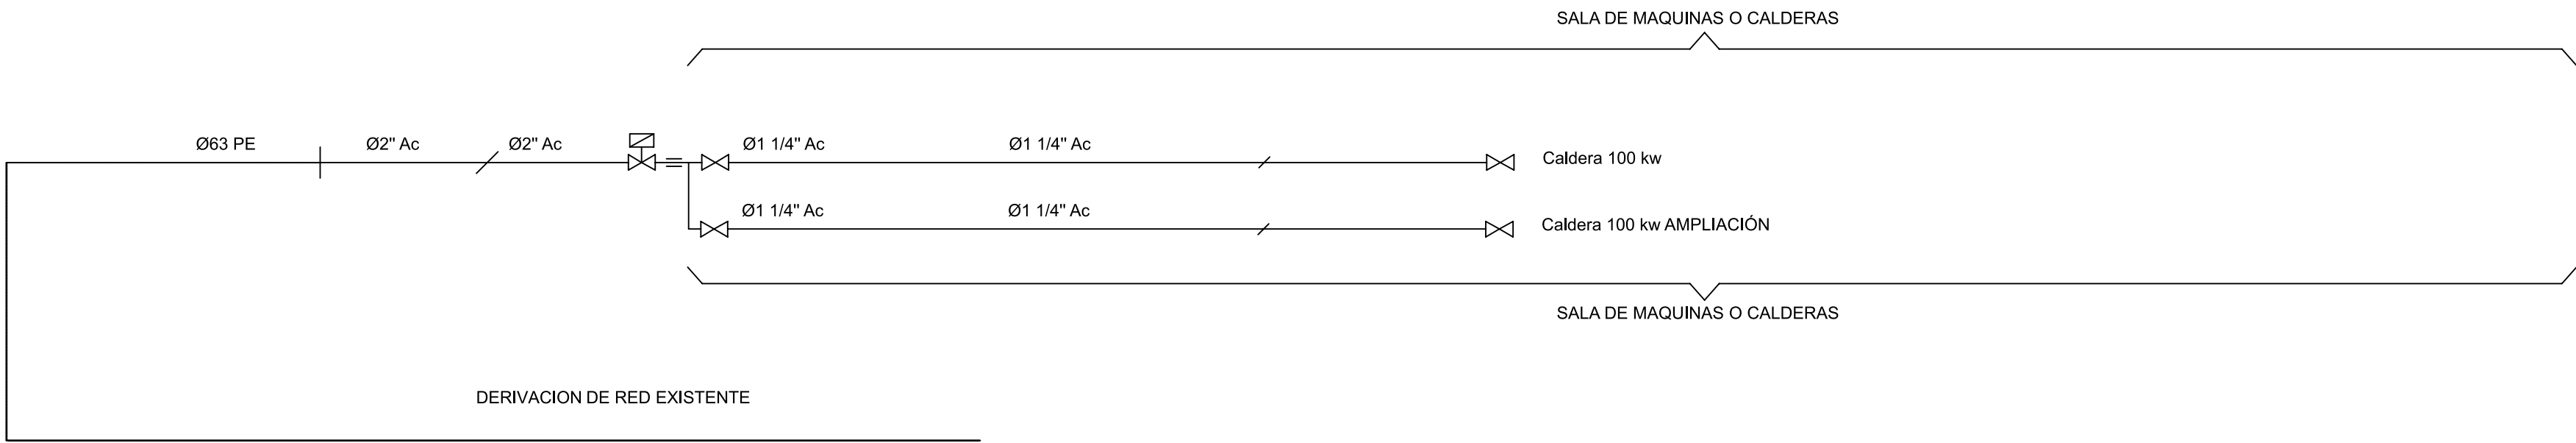 SALA DE MAQUINAS O CALDERAS
Ø63 PE
Ø2" Ac
Ø2" Ac
Ø1 1/4" Ac
Ø1 1/4" Ac
Caldera 100 kw
Ø1 1/4" Ac
Ø1 1/4" Ac
Caldera 100 kw AMPLIACIÓN
SALA DE MAQUINAS O CALDERAS
DERIVACION DE RED EXISTENTE